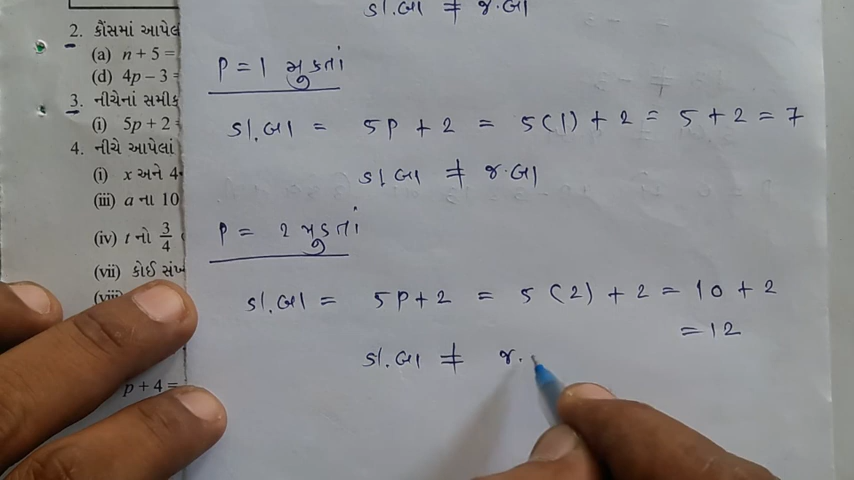 ડા.બા ≠ જ.બા
2. કૌંસમાં આપેલ
(a) n + 5 =
(d) 4p – 3 =
3. નીચેનાં સમીક
(i) 5p + 2 =
4. નીચે આપેલાં
(i) x અને 4
(iii) a ના 10
(iv) t નો 3/4
(vii) કોઈ સંખ્
(viii)
p + 4 =
P = 1 મુકતાં
ડા.બા = 5P + 2 = 5(1) + 2 = 5 + 2 = 7
ડા.બા ≠ જ.બા
P = 2 મુકતાં
ડા.બા = 5P + 2 = 5(2) + 2 = 10 + 2
= 12
ડા.બા ≠ જ.